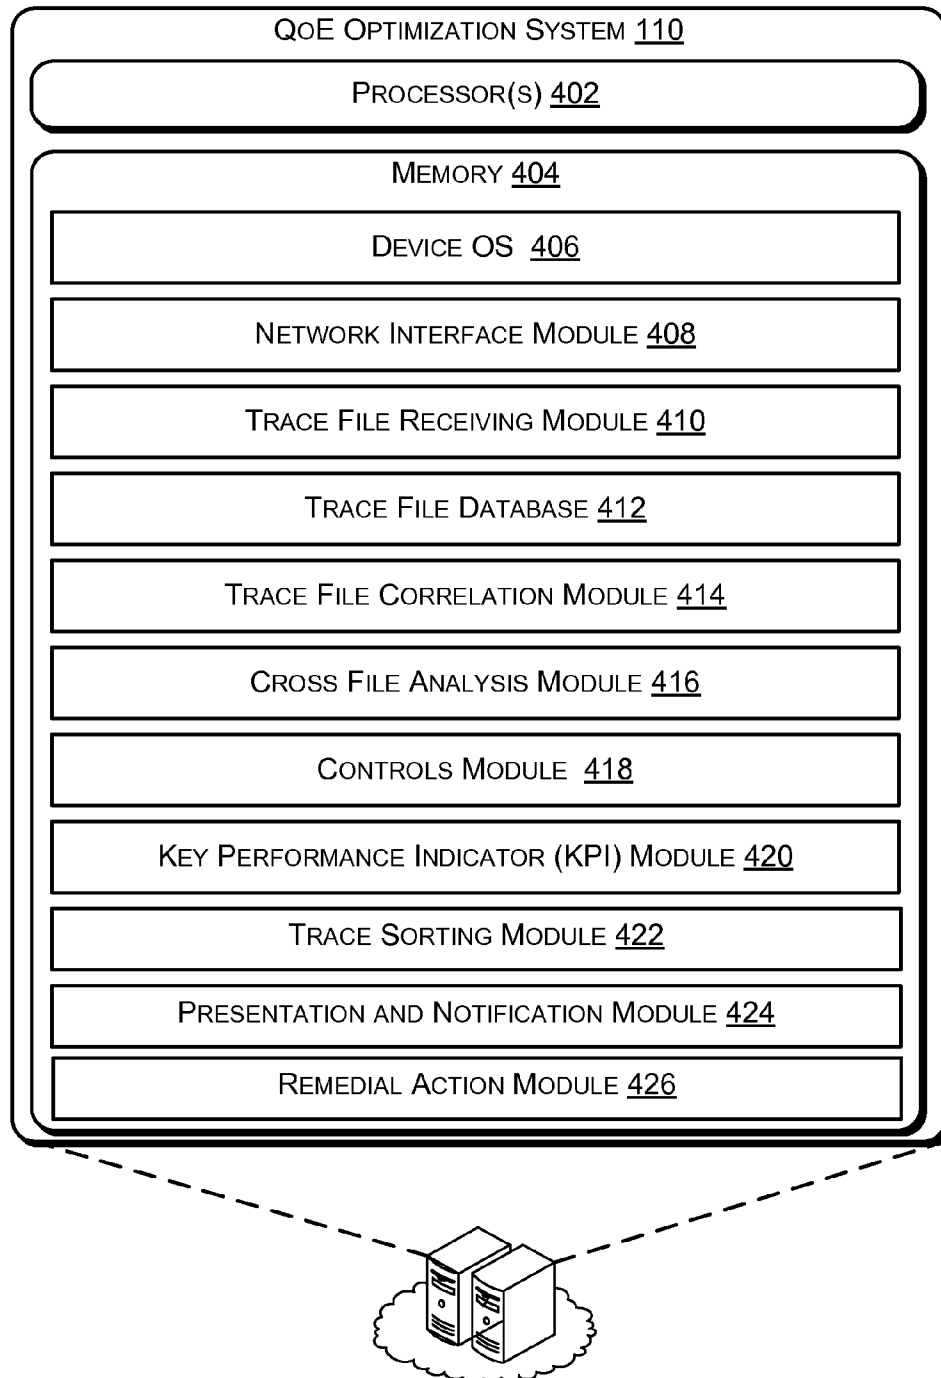 QOE OPTIMIZATION SYSTEM 110
PROCESSOR(S) 402
MEMORY 404
DEVICE OS 406
NETWORK INTERFACE MODULE 408
TRACE FILE RECEIVING MODULE 410
TRACE FILE DATABASE 412
TRACE FILE CORRELATION MODULE 414
CROSS FILE ANALYSIS MODULE 416
CONTROLS MODULE 418
KEY PERFORMANCE INDICATOR (KPI) MODULE 420
TRACE SORTING MODULE 422
PRESENTATION AND NOTIFICATION MODULE 424
REMEDIAL ACTION MODULE 426